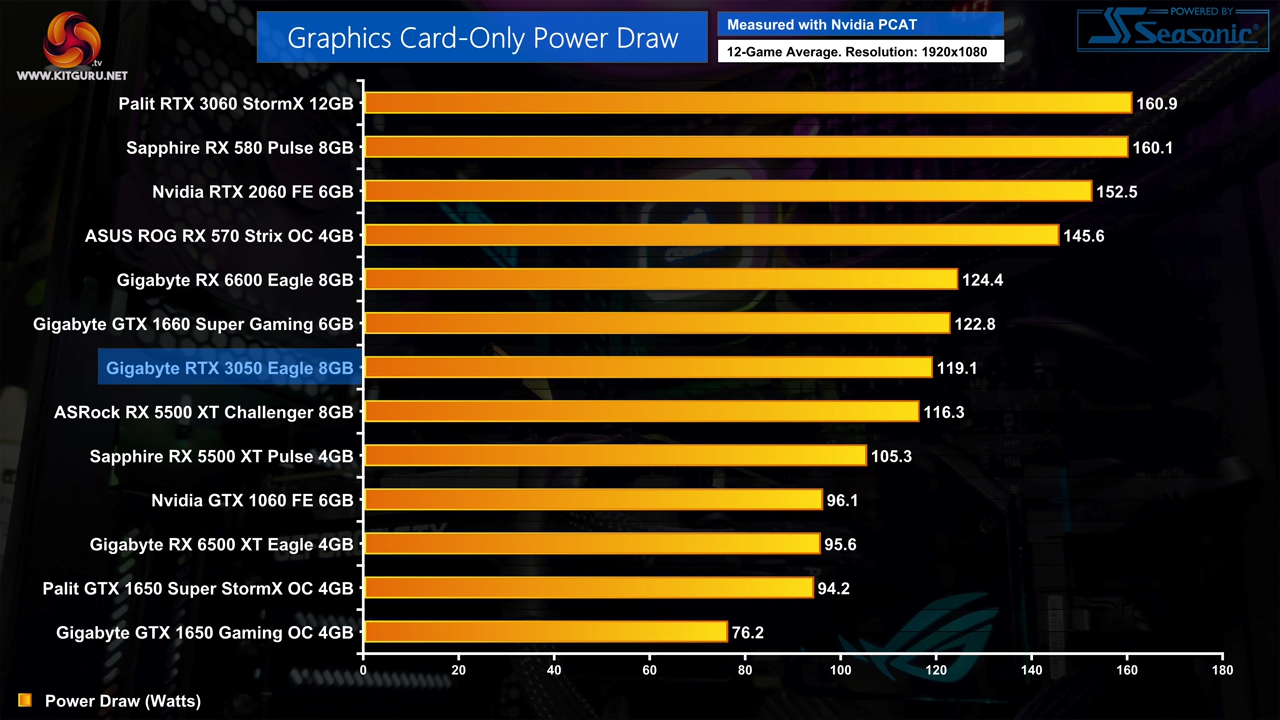 .tv
WWW.KITGURU.NET
Graphics Card-Only Power Draw
Measured with Nvidia PCAT
12-Game Average. Resolution: 1920x1080
POWERED BY
Seasonic
Palit RTX 3060 StormX 12GB 160.9
Sapphire RX 580 Pulse 8GB 160.1
Nvidia RTX 2060 FE 6GB 152.5
ASUS ROG RX 570 Strix OC 4GB 145.6
Gigabyte RX 6600 Eagle 8GB 124.4
Gigabyte GTX 1660 Super Gaming 6GB 122.8
Gigabyte RTX 3050 Eagle 8GB 119.1
ASRock RX 5500 XT Challenger 8GB 116.3
Sapphire RX 5500 XT Pulse 4GB 105.3
Nvidia GTX 1060 FE 6GB 96.1
Gigabyte RX 6500 XT Eagle 4GB 95.6
Palit GTX 1650 Super StormX OC 4GB 94.2
Gigabyte GTX 1650 Gaming OC 4GB 76.2
0 20 40 60 80 100 120 140 160 180
Power Draw (Watts)